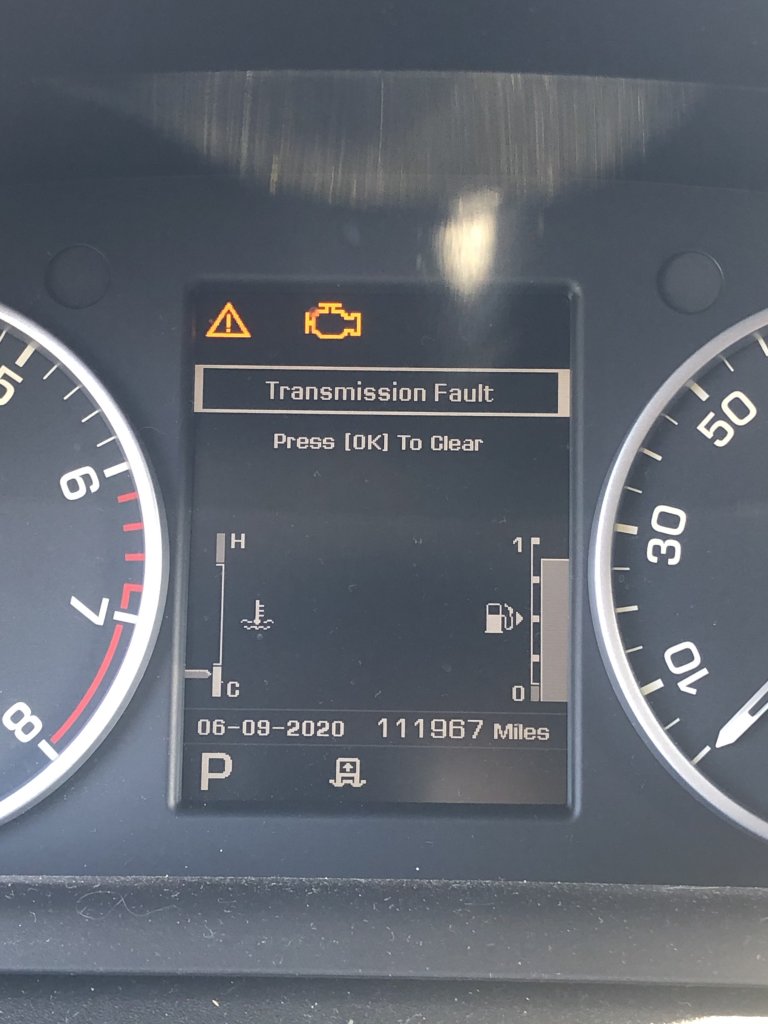 Transmission Fault
Press [OK] To Clear
5
6
7
8
H
C
1
0
50
30
10
06-09-2020 111967 Miles
P